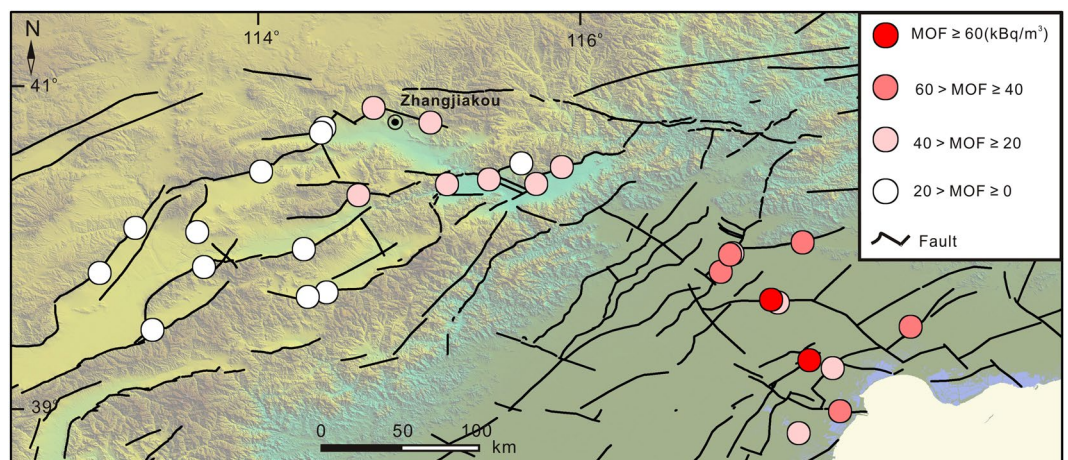 N
114°
116°
41°
39°
Zhangjiakou
0 50 100
km
MOF ≥ 60(kBq/m³)
60 > MOF ≥ 40
40 > MOF ≥ 20
20 > MOF ≥ 0
Fault